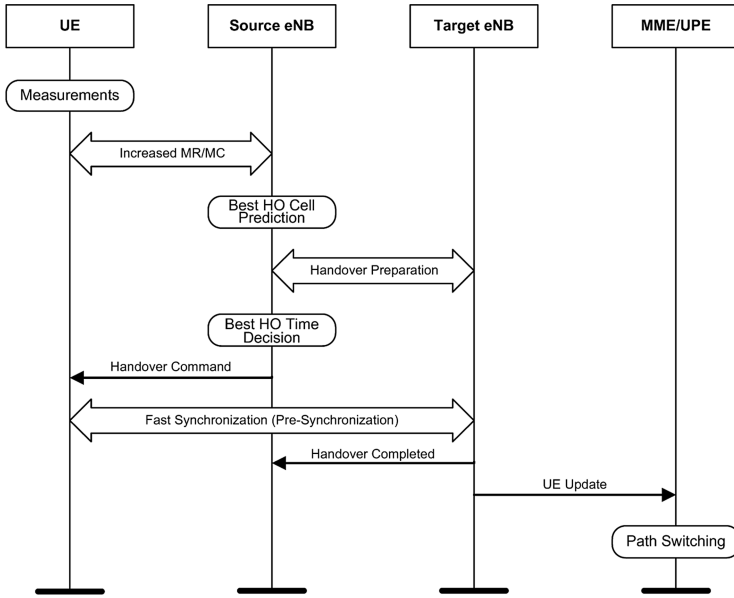 UE
Source eNB
Target eNB
MME/UPE
Measurements
Increased MR/MC
Best HO Cell
Prediction
Handover Preparation
Best HO Time
Decision
Handover Command
Fast Synchronization (Pre-Synchronization)
Handover Completed
UE Update
Path Switching